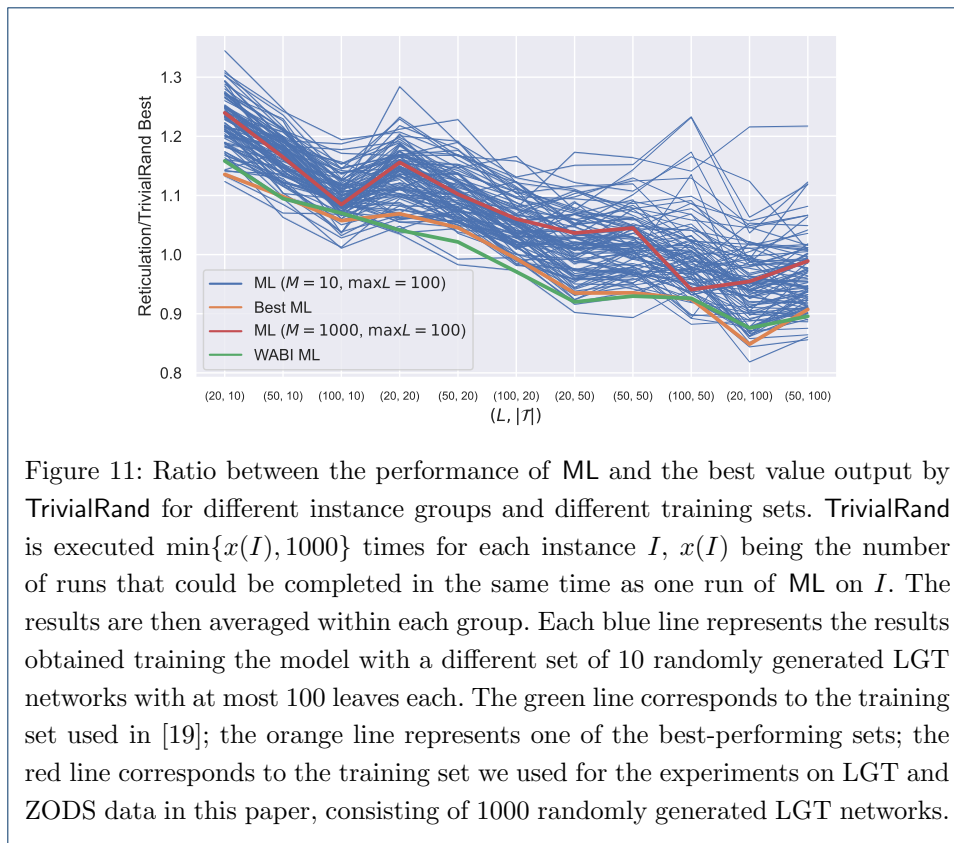 1.3
1.2
1.1
1.0
0.9
0.8
Reticulation/TrivialRand Best
ML (M = 10, maxL = 100)
Best ML
ML (M = 1000, maxL = 100)
WABI ML
(20, 10) (50, 10) (100, 10) (20, 20) (50, 20) (100, 20) (20, 50) (50, 50) (100, 50) (20, 100) (50, 100)
(L, |𝒯|)
Figure 11: Ratio between the performance of ML and the best value output by
TrivialRand for different instance groups and different training sets. TrivialRand
is executed min{x(I), 1000} times for each instance I, x(I) being the number
of runs that could be completed in the same time as one run of ML on I. The
results are then averaged within each group. Each blue line represents the results
obtained training the model with a different set of 10 randomly generated LGT
networks with at most 100 leaves each. The green line corresponds to the training
set used in [19]; the orange line represents one of the best-performing sets; the
red line corresponds to the training set we used for the experiments on LGT and
ZODS data in this paper, consisting of 1000 randomly generated LGT networks.